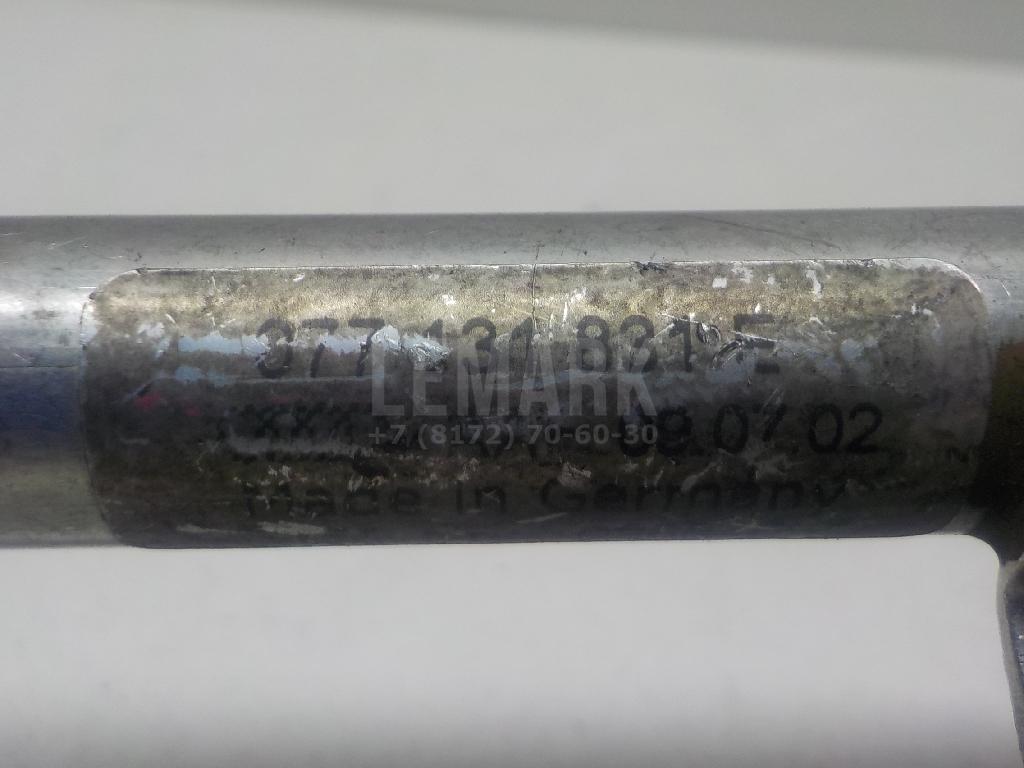 377 131 831 E
LEMARK
09.07.02
+7 (8172) 70-60-30
Made in Germany